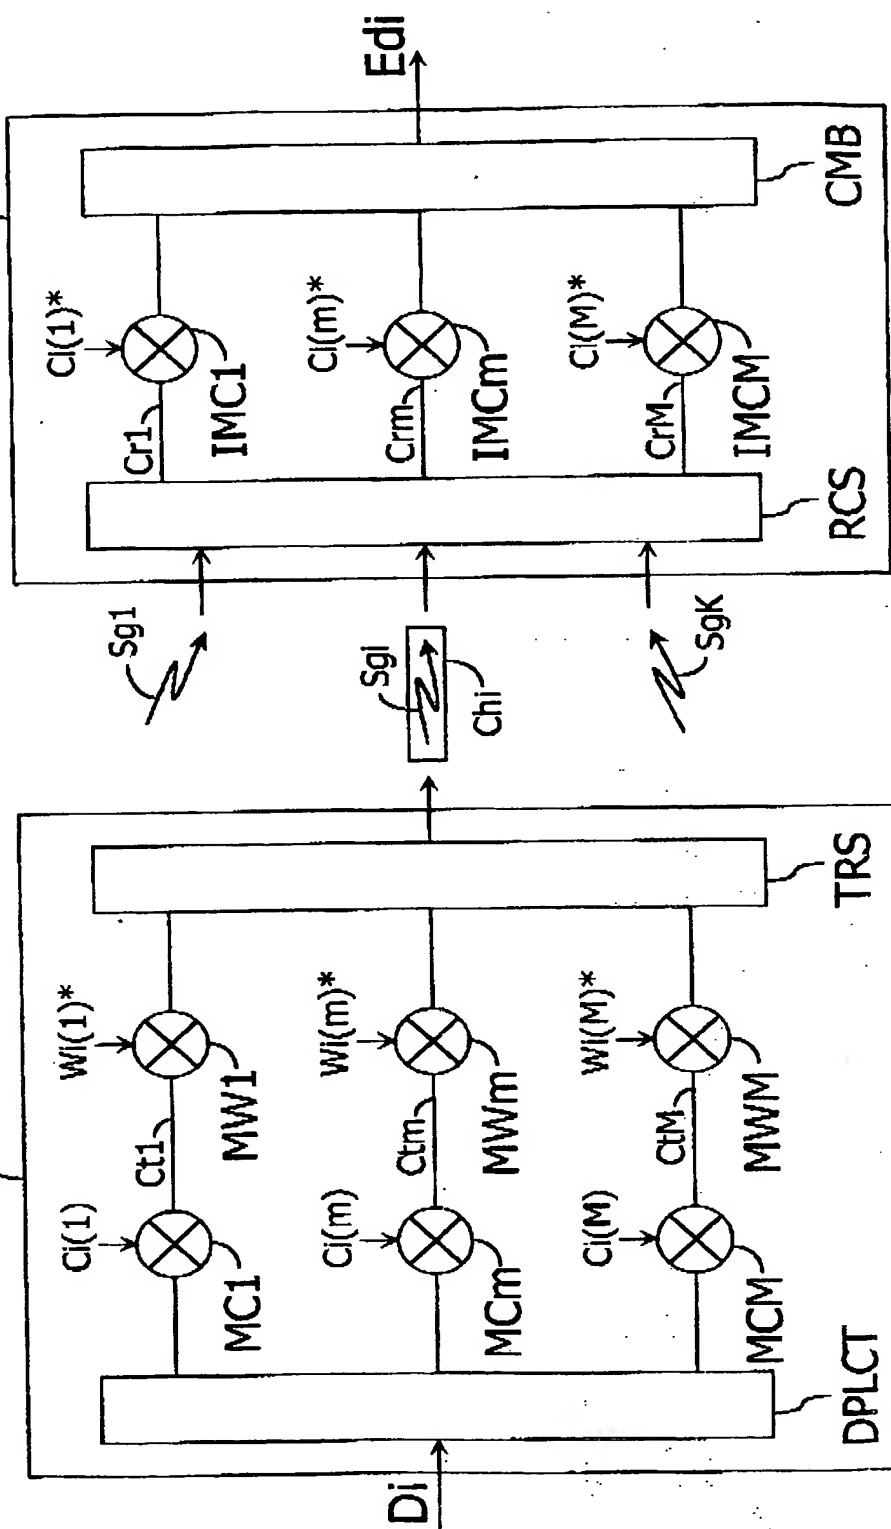 Di
DPLCT
Ci(1)
MC1
Ct1
Wi(1)*
MW1
Ci(m)
MCm
Ctm
Wi(m)*
MWm
Ci(M)
MCM
CtM
Wi(M)*
MWM
TRS
Sg1
Sgi
Chi
SgK
RCS
Cr1
Ci(1)*
IMC1
Crm
Ci(m)*
IMCm
CrM
Ci(M)*
IMCM
CMB
Edi